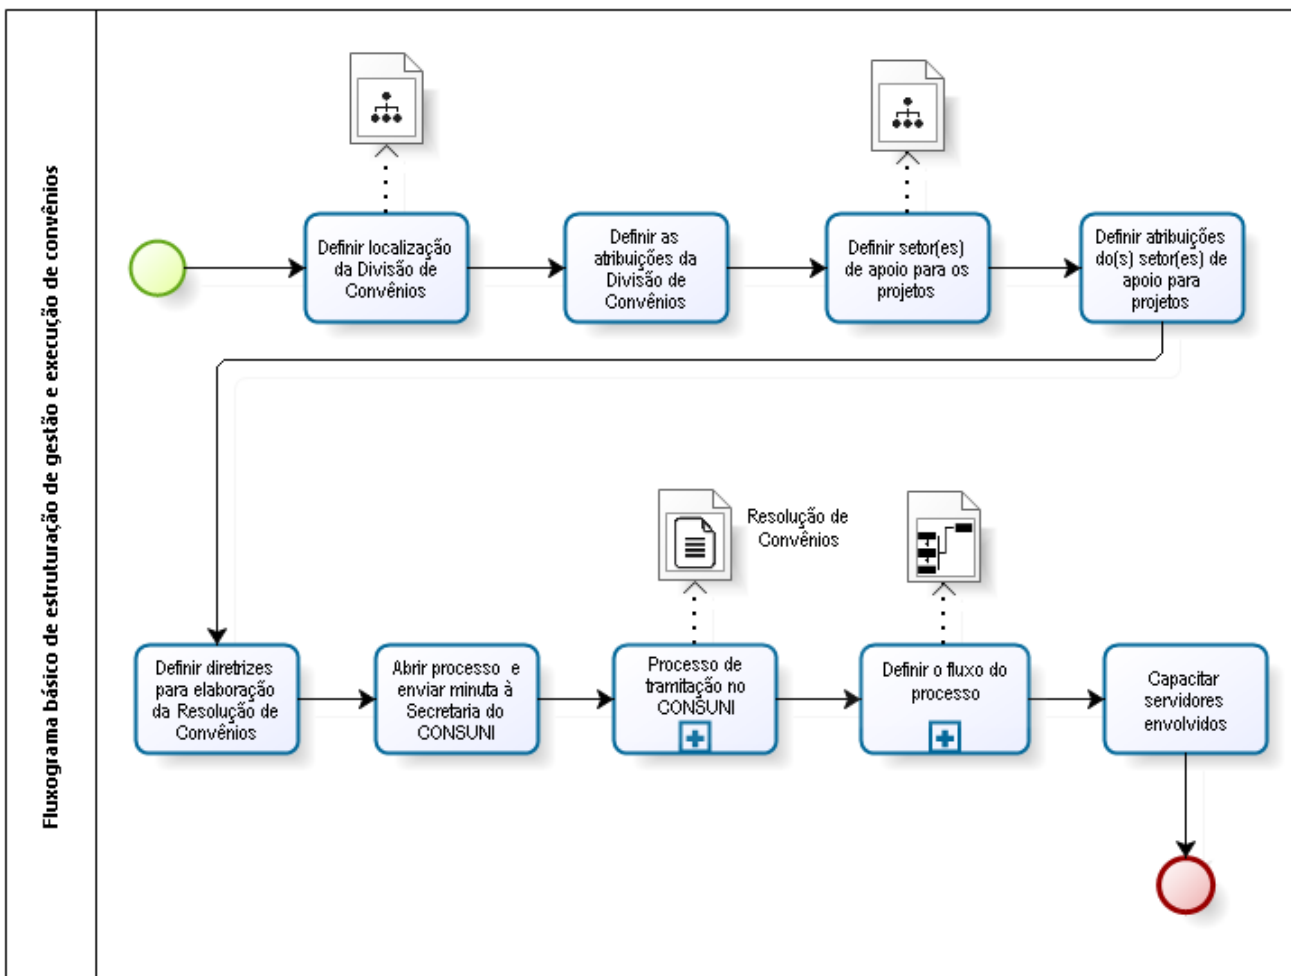 Fluxograma básico de estruturação de gestão e execução de convênios
Definir localização
da Divisão de
Convênios
Definir as
atribuições da
Divisão de
Convênios
Definir setor(es)
de apoio para os
projetos
Definir atribuições
do(s) setor(es) de
apoio para
projetos
Resolução de
Convênios
Definir diretrizes
para elaboração
da Resolução de
Convênios
Abrir processo e
enviar minuta à
Secretaria do
CONSUNI
Processo de
tramitação no
CONSUNI
Definir o fluxo do
processo
Capacitar
servidores
envolvidos